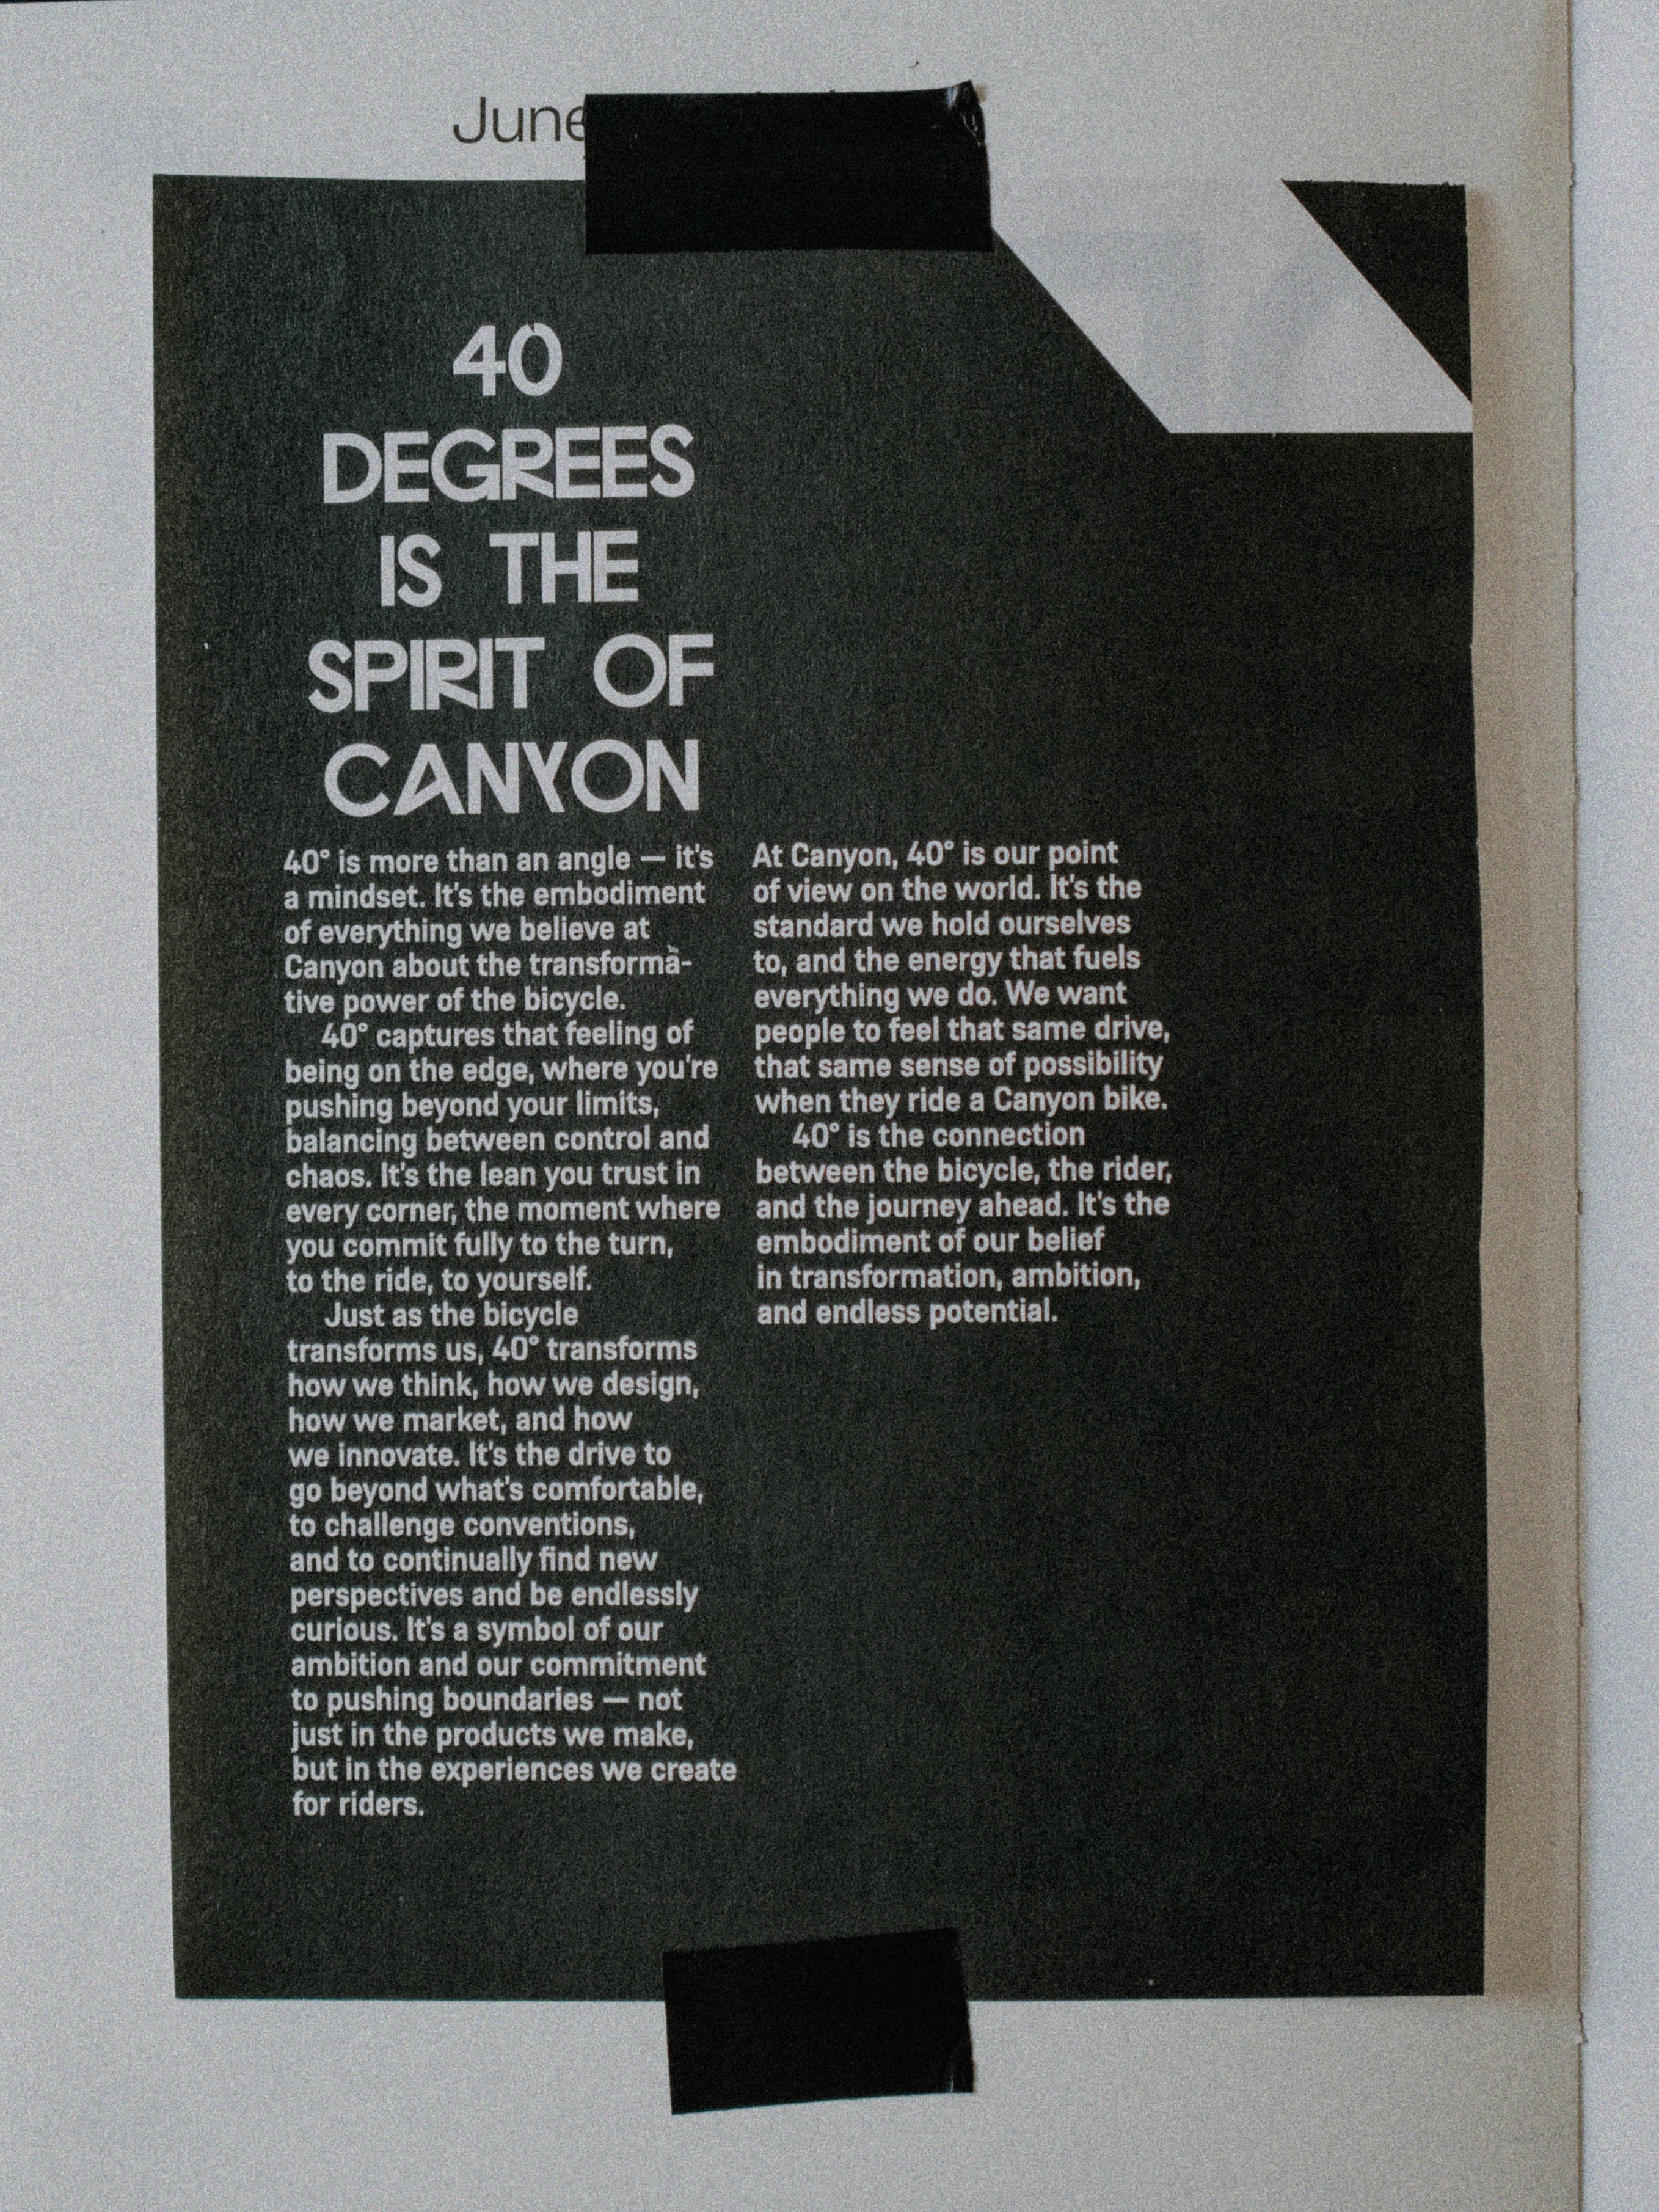 June
40
DEGREES
IS THE
SPIRIT OF
CANYON
40° is more than an angle — it's
a mindset. It's the embodiment
of everything we believe at
Canyon about the transforma-
tive power of the bicycle.
40° captures that feeling of
being on the edge, where you're
pushing beyond your limits,
balancing between control and
chaos. It's the lean you trust in
every corner, the moment where
you commit fully to the turn,
to the ride, to yourself.
Just as the bicycle
transforms us, 40° transforms
how we think, how we design,
how we market, and how
we innovate. It's the drive to
go beyond what's comfortable,
to challenge conventions,
and to continually find new
perspectives and be endlessly
curious. It's a symbol of our
ambition and our commitment
to pushing boundaries — not
just in the products we make,
but in the experiences we create
for riders.
At Canyon, 40° is our point
of view on the world. It's the
standard we hold ourselves
to, and the energy that fuels
everything we do. We want
people to feel that same drive,
that same sense of possibility
when they ride a Canyon bike.
40° is the connection
between the bicycle, the rider,
and the journey ahead. It's the
embodiment of our belief
in transformation, ambition,
and endless potential.